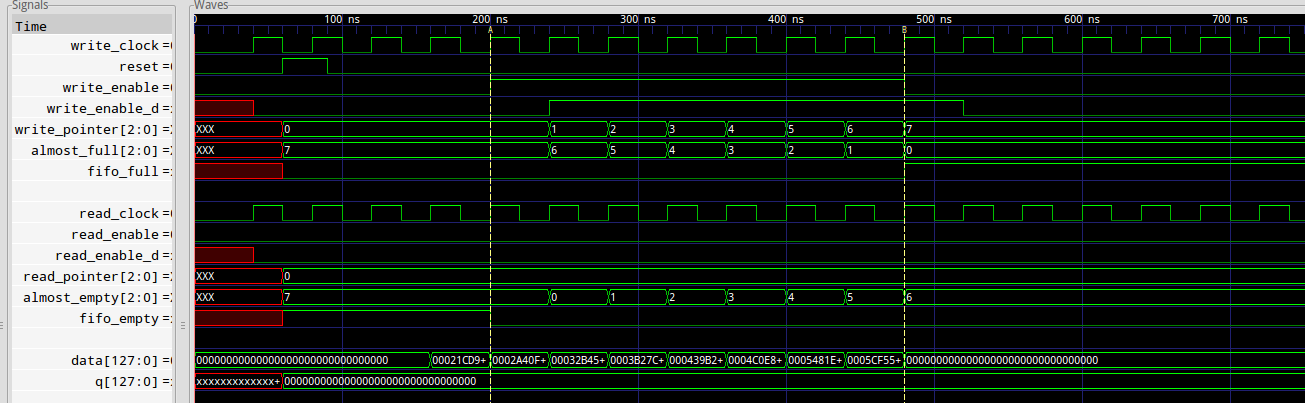 Signals
Waves
Time
0 100 ns 200 ns 300 ns 400 ns 500 ns 600 ns 700 ns
A B
write_clock =
reset =
write_enable =
write_enable_d =
write_pointer[2:0] = XXX 0 1 2 3 4 5 6 7
almost_full[2:0] = XXX 7 6 5 4 3 2 1 0
fifo_full =
read_clock =
read_enable =
read_enable_d =
read_pointer[2:0] = XXX 0
almost_empty[2:0] = XXX 7 0 1 2 3 4 5 6
fifo_empty =
data[127:0] = 00000000000000000000000000000000 00021CD9+ 0002A40F+ 00032B45+ 0003B27C+ 000439B2+ 0004C0E8+ 0005481E+ 0005CF55+ 00000000000000000000000000000000
q[127:0] = xxxxxxxxxxxxx+ 00000000000000000000000000000000